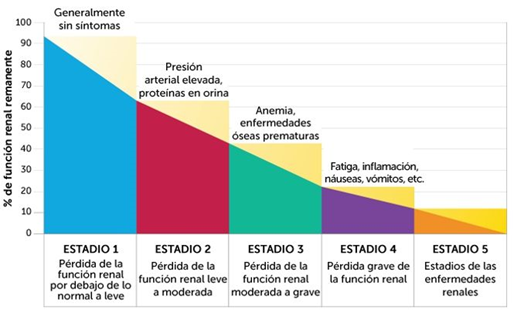 % de función renal remanente
100
90
80
70
60
50
40
30
20
10
0
Generalmente
sin síntomas
Presión
arterial elevada,
proteínas en orina
Anemia,
enfermedades
óseas prematuras
Fatiga, inflamación,
náuseas, vómitos, etc.
ESTADIO 1
Pérdida de la
función renal
por debajo de lo
normal a leve
ESTADIO 2
Pérdida de la
función renal leve
a moderada
ESTADIO 3
Pérdida de la
función renal
moderada a grave
ESTADIO 4
Pérdida grave de
la función renal
ESTADIO 5
Estadios de las
enfermedades
renales